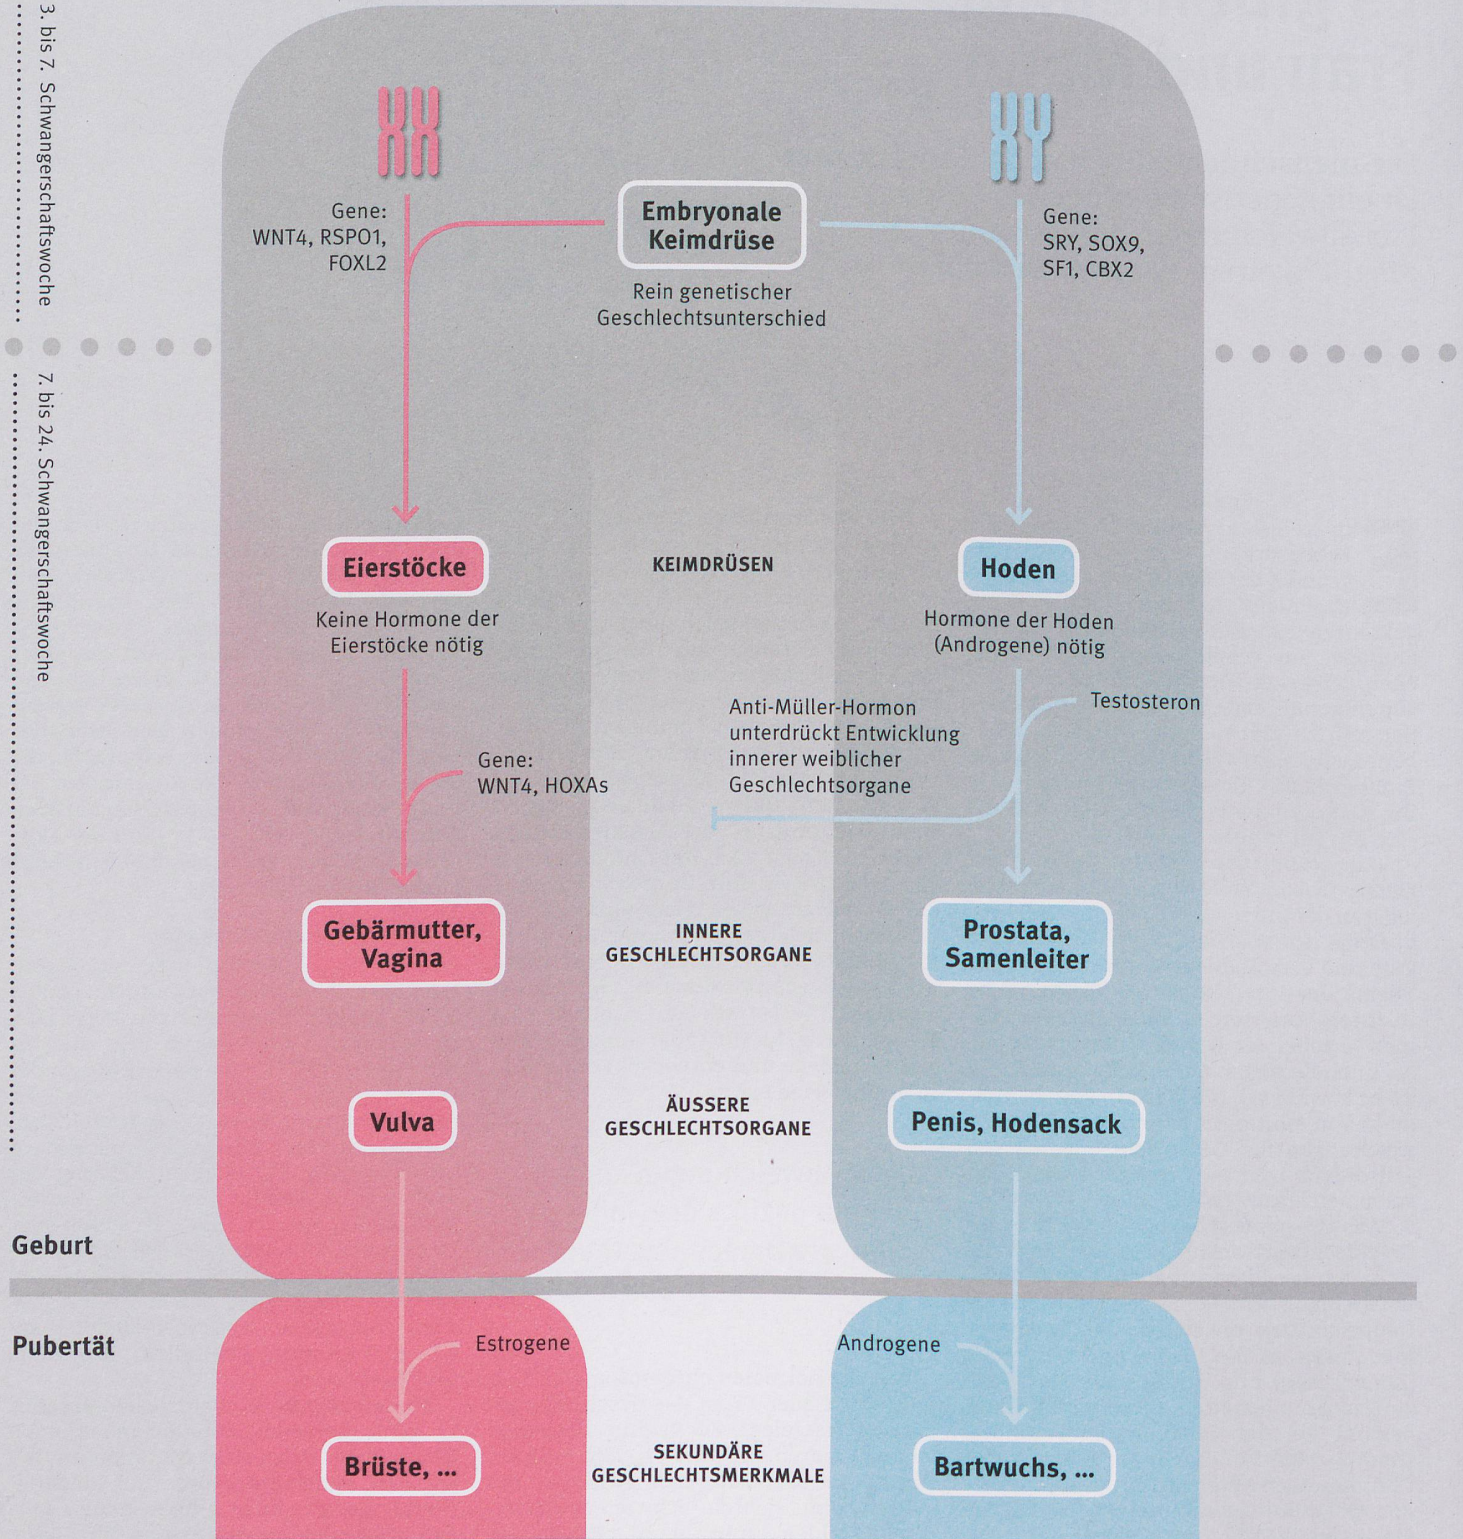 3. bis 7. Schwangerschaftswoche
XX
XY
Gene:
WNT4, RSPO1,
FOXL2
Embryonale
Keimdrüse
Rein genetischer
Geschlechtsunterschied
Gene:
SRY, SOX9,
SF1, CBX2
7. bis 24. Schwangerschaftswoche
Eierstöcke
KEIMDRÜSEN
Hoden
Keine Hormone der
Eierstöcke nötig
Hormone der Hoden
(Androgene) nötig
Testosteron
Anti-Müller-Hormon
unterdrückt Entwicklung
innerer weiblicher
Geschlechtsorgane
Gene:
WNT4, HOXAs
Gebärmutter,
Vagina
INNERE
GESCHLECHTSORGANE
Prostata,
Samenleiter
Vulva
ÄUSSERE
GESCHLECHTSORGANE
Penis, Hodensack
Geburt
Pubertät
Estrogene
Androgene
Brüste, ...
SEKUNDÄRE
GESCHLECHTSMERKMALE
Bartwuchs, ...